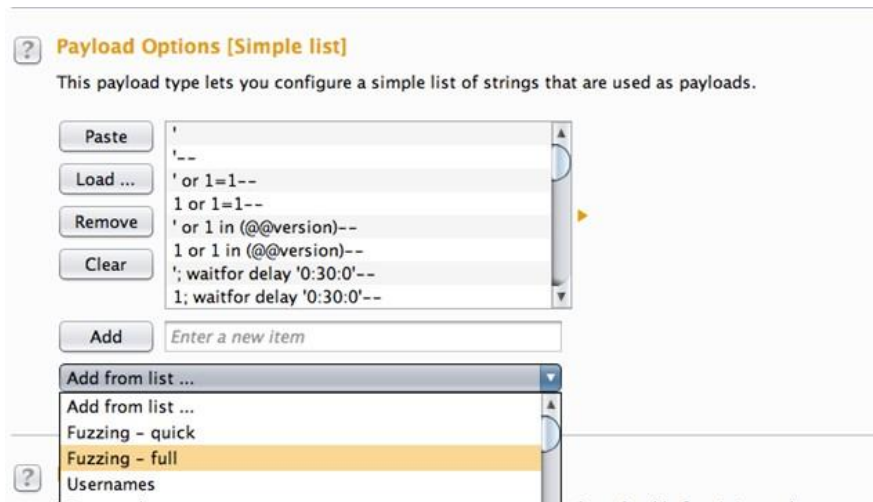 ?
Payload Options [Simple list]
This payload type lets you configure a simple list of strings that are used as payloads.
Paste
Load ...
Remove
Clear
'
'--
' or 1=1--
1 or 1=1--
' or 1 in (@@version)--
1 or 1 in (@@version)--
'; waitfor delay '0:30:0'--
1; waitfor delay '0:30:0'--
Add
Enter a new item
Add from list ...
Add from list ...
Fuzzing - quick
Fuzzing - full
Usernames
?